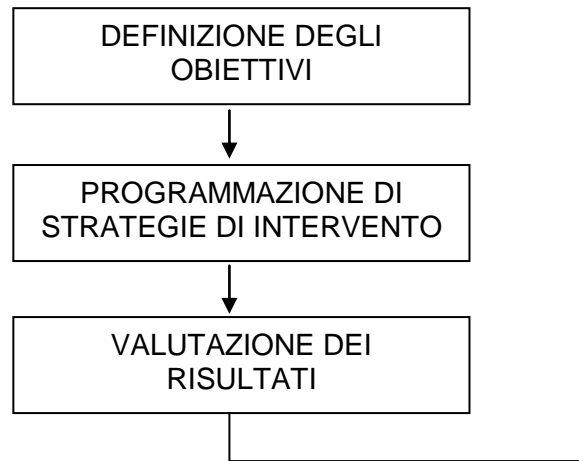 DEFINIZIONE DEGLI
OBIETTIVI
PROGRAMMAZIONE DI
STRATEGIE DI INTERVENTO
VALUTAZIONE DEI
RISULTATI